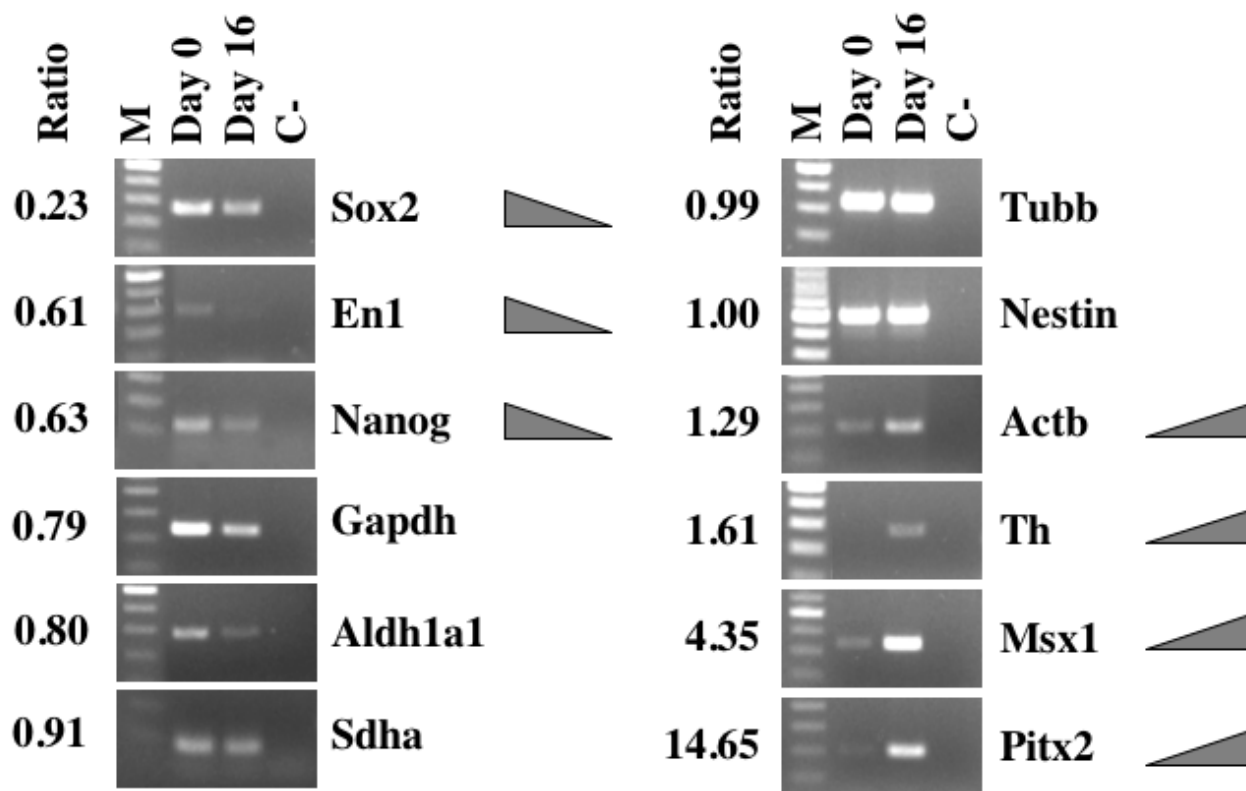 Ratio M Day 0 Day 16 C-
0.23 Sox2
0.61 En1
0.63 Nanog
0.79 Gapdh
0.80 Aldh1a1
0.91 Sdha
Ratio M Day 0 Day 16 C-
0.99 Tubb
1.00 Nestin
1.29 Actb
1.61 Th
4.35 Msx1
14.65 Pitx2